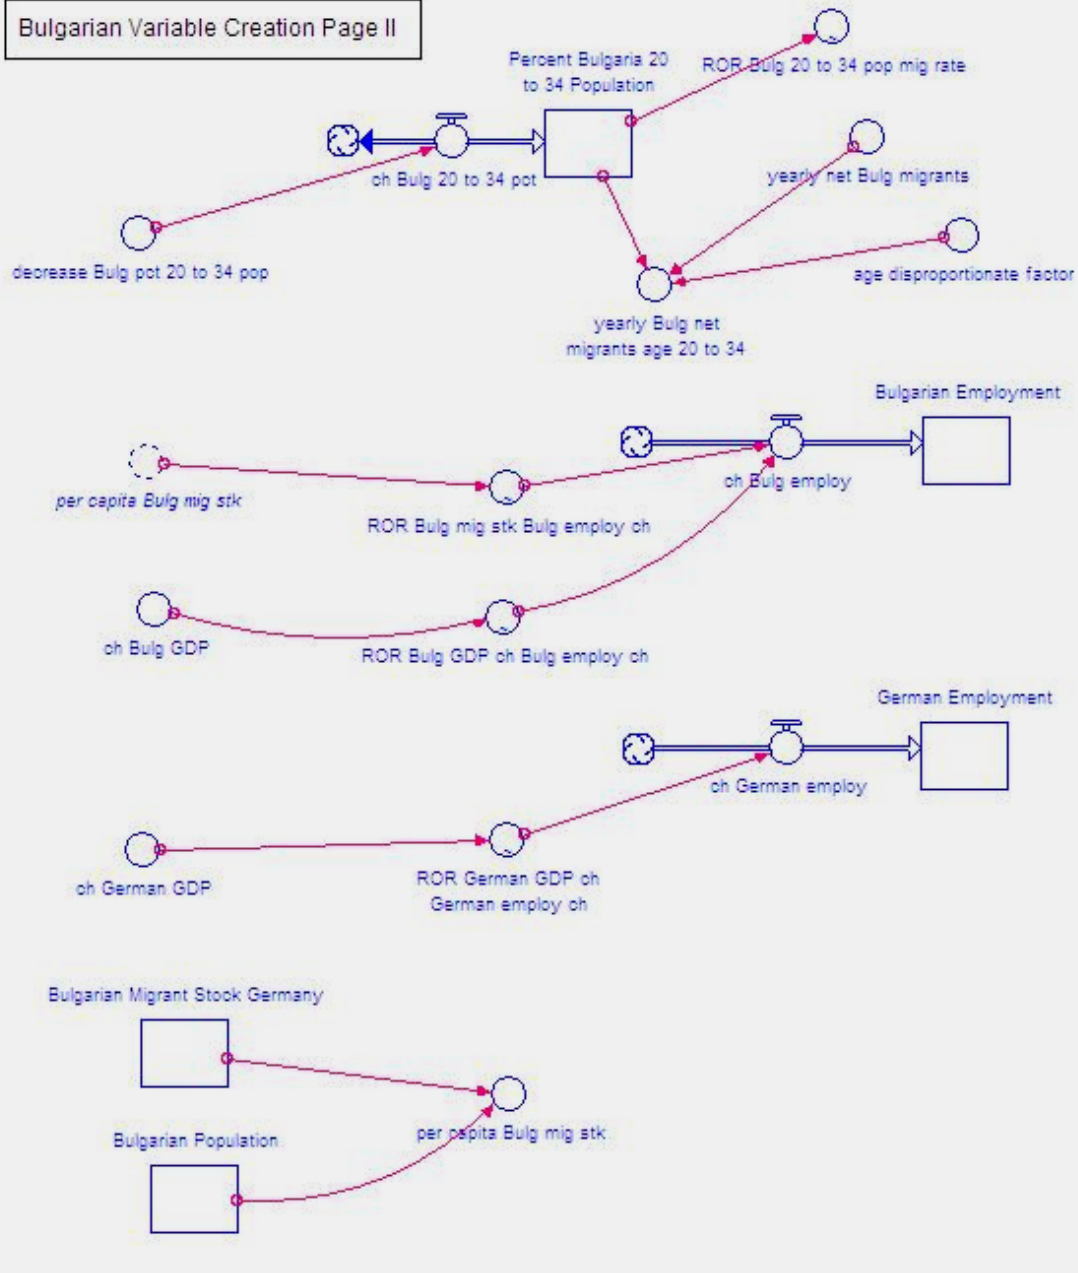 Bulgarian Variable Creation Page II
Percent Bulgaria 20
to 34 Population
ROR Bulg 20 to 34 pop mig rate
ch Bulg 20 to 34 pct
yearly net Bulg migrants
decrease Bulg pct 20 to 34 pop
age disproportionate factor
yearly Bulg net
migrants age 20 to 34
Bulgarian Employment
ch Bulg employ
per capita Bulg mig stk
ROR Bulg mig stk Bulg employ ch
ch Bulg GDP
ROR Bulg GDP ch Bulg employ ch
German Employment
ch German employ
ch German GDP
ROR German GDP ch
German employ ch
Bulgarian Migrant Stock Germany
Bulgarian Population
per capita Bulg mig stk